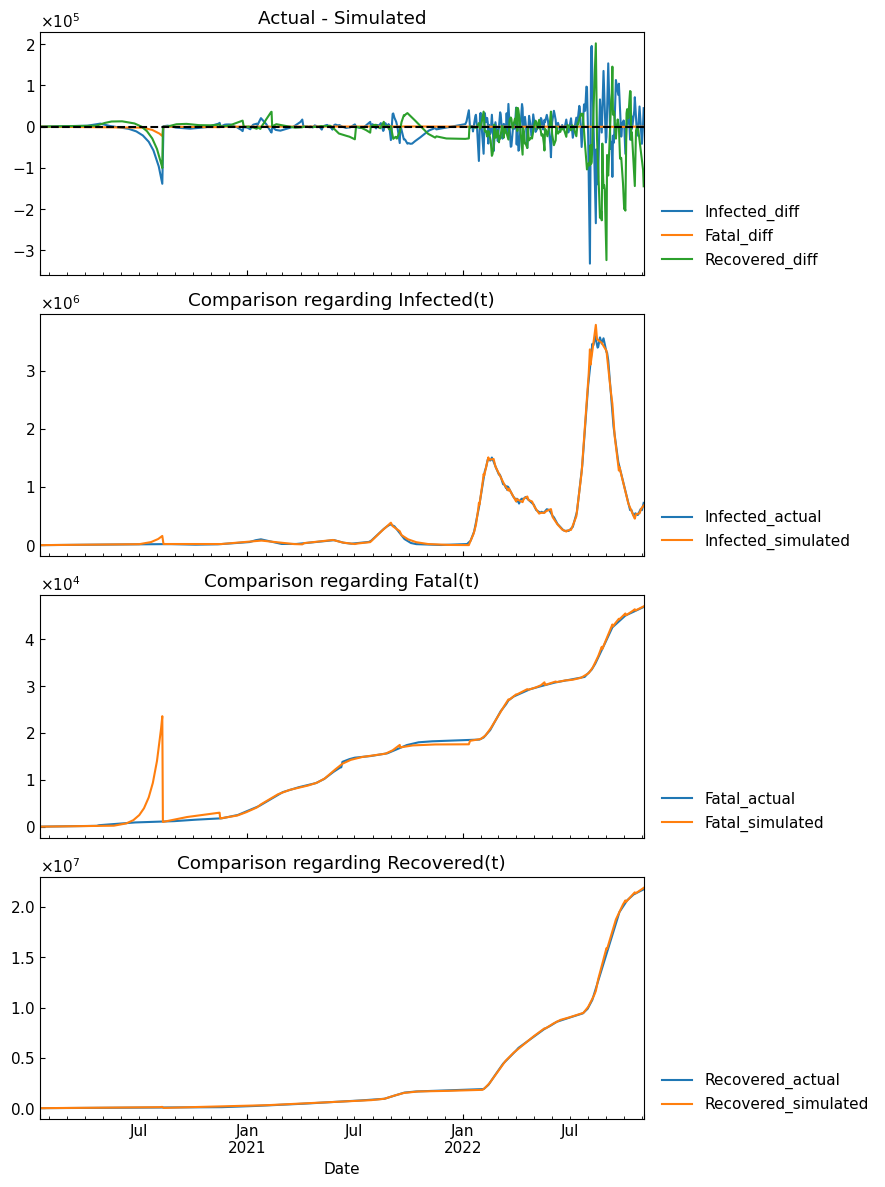 ×10⁵
Actual - Simulated
2
1
0
−1
−2
−3
Infected_diff
Fatal_diff
Recovered_diff
×10⁶
Comparison regarding Infected(t)
3
2
1
0
Infected_actual
Infected_simulated
×10⁴
Comparison regarding Fatal(t)
4
3
2
1
0
Fatal_actual
Fatal_simulated
×10⁷
Comparison regarding Recovered(t)
2.0
1.5
1.0
0.5
0.0
Recovered_actual
Recovered_simulated
Jul Jan Jul Jan Jul
2021 2022
Date